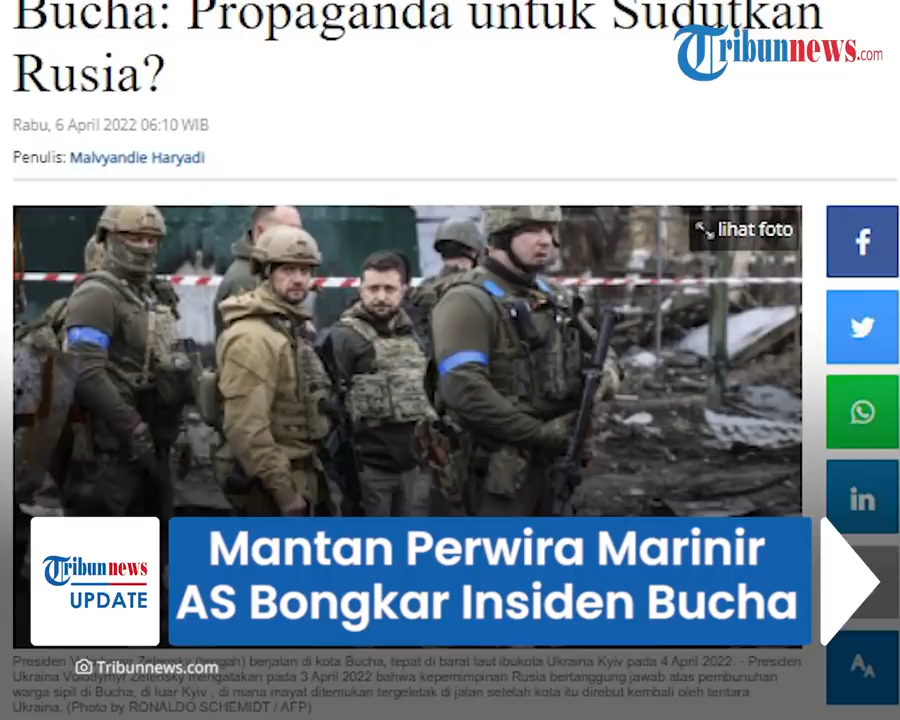 Bucha: Propaganda untuk Sudutkan
Rusia?
Tribunnews.com
Rabu, 6 April 2022 06:10 WIB
Penulis: Malvyandie Haryadi
lihat foto
Tribunnews
UPDATE
Mantan Perwira Marinir
AS Bongkar Insiden Bucha
Tribunnews.com
Presiden Zelensky (tengah) berjalan di kota Bucha, tepat di barat laut ibukota Ukraina Kyiv pada 4 April 2022. - Presiden
Ukraina Volodymyr Zelensky mengatakan pada 3 April 2022 bahwa kepemimpinan Rusia bertanggung jawab atas pembunuhan
warga sipil di Bucha, di luar Kyiv , di mana mayat ditemukan tergeletak di jalan setelah kota itu direbut kembali oleh tentara
Ukraina. (Photo by RONALDO SCHEMIDT / AFP)
AA